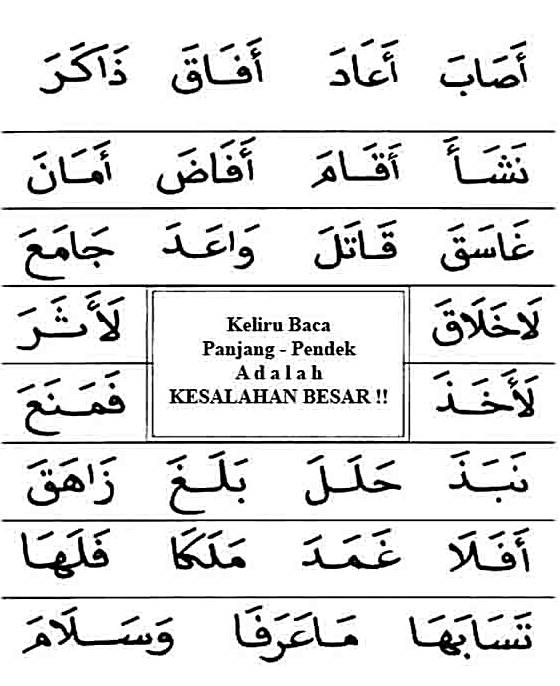 أَصَابَ أَعَادَ أَفَاقَ ذَاكَرَ
نَشَأَ أَقَامَ أَفَاضَ أَمَانَ
غَاسَقَ قَاتَلَ وَاعَدَ جَامَعَ
لَاخَلَاقَ لَأَثَرَ
Keliru Baca
Panjang - Pendek
A d a l a h
KESALAHAN BESAR !!
لَأَخَذَ فَمَنَعَ
نَبَذَ حَلَلَ بَلَغَ زَاهَقَ
أَفَلَا غَمَدَ مَلَكَا فَلَهَا
تَسَابَهَا مَاعَرَفَا وَسَلَامَ